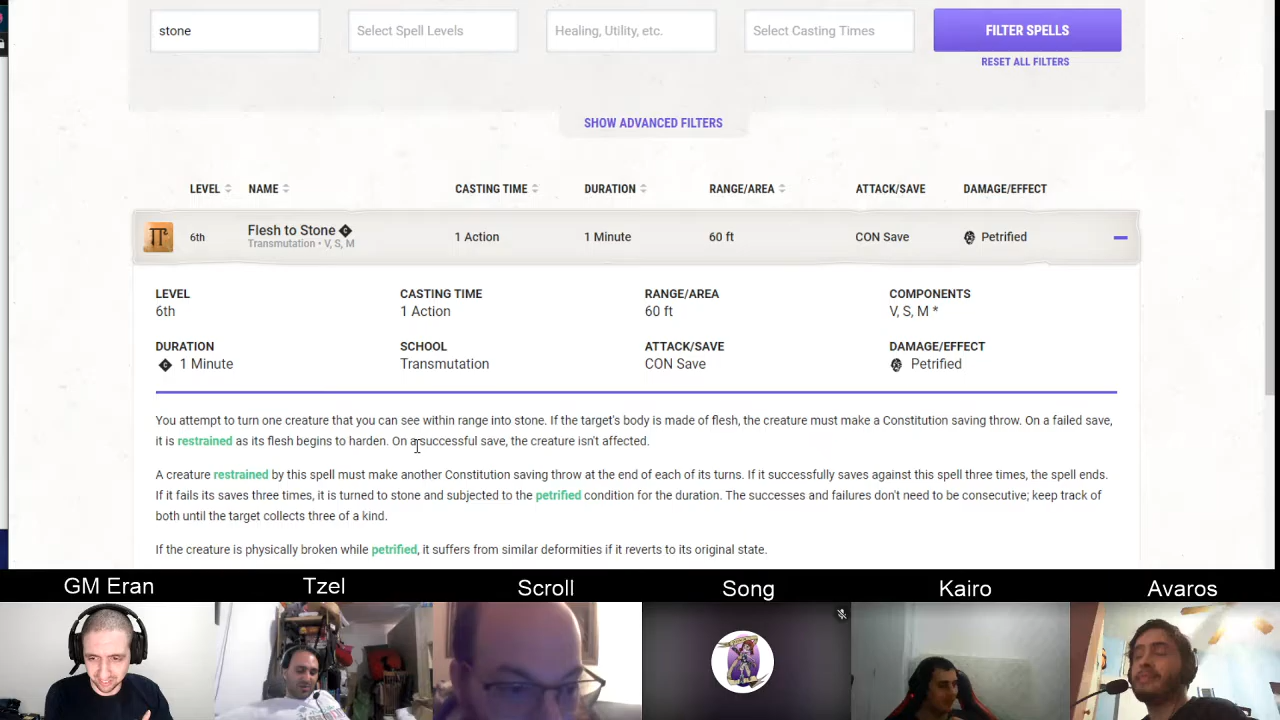 stone
Select Spell Levels
Healing, Utility, etc.
Select Casting Times
FILTER SPELLS
RESET ALL FILTERS
SHOW ADVANCED FILTERS
LEVEL NAME CASTING TIME DURATION RANGE/AREA ATTACK/SAVE DAMAGE/EFFECT
6th Flesh to Stone C 1 Action 1 Minute 60 ft CON Save Petrified
Transmutation • V, S, M
LEVEL CASTING TIME RANGE/AREA COMPONENTS
6th 1 Action 60 ft V, S, M *
DURATION SCHOOL ATTACK/SAVE DAMAGE/EFFECT
C 1 Minute Transmutation CON Save Petrified
You attempt to turn one creature that you can see within range into stone. If the target's body is made of flesh, the creature must make a Constitution saving throw. On a failed save,
it is restrained as its flesh begins to harden. On a successful save, the creature isn't affected.
A creature restrained by this spell must make another Constitution saving throw at the end of each of its turns. If it successfully saves against this spell three times, the spell ends.
If it fails its saves three times, it is turned to stone and subjected to the petrified condition for the duration. The successes and failures don't need to be consecutive; keep track of
both until the target collects three of a kind.
If the creature is physically broken while petrified, it suffers from similar deformities if it reverts to its original state.
GM Eran Tzel Scroll Song Kairo Avaros